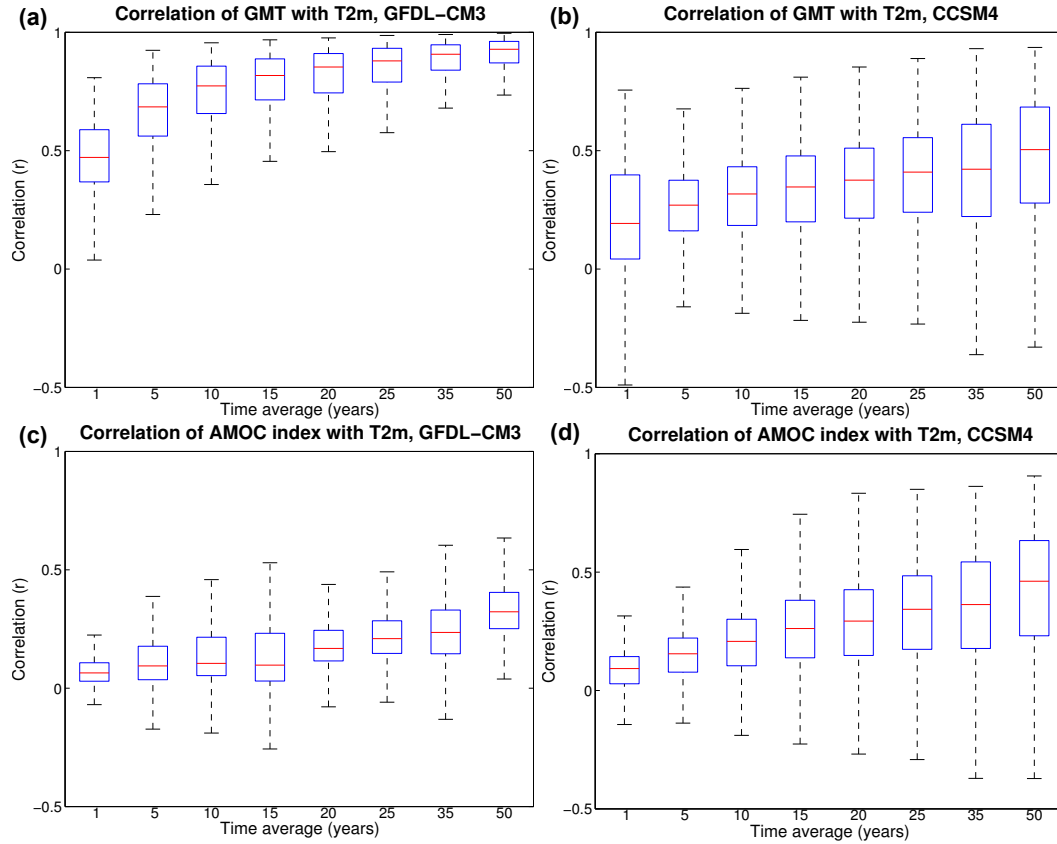 (a)
Correlation of GMT with T2m, GFDL−CM3
1
0.5
0
−0.5
Correlation (r)
1 5 10 15 20 25 35 50
Time average (years)
(b)
Correlation of GMT with T2m, CCSM4
1
0.5
0
−0.5
Correlation (r)
1 5 10 15 20 25 35 50
Time average (years)
(c)
Correlation of AMOC index with T2m, GFDL−CM3
1
0.5
0
−0.5
Correlation (r)
1 5 10 15 20 25 35 50
Time average (years)
(d)
Correlation of AMOC index with T2m, CCSM4
1
0.5
0
−0.5
Correlation (r)
1 5 10 15 20 25 35 50
Time average (years)